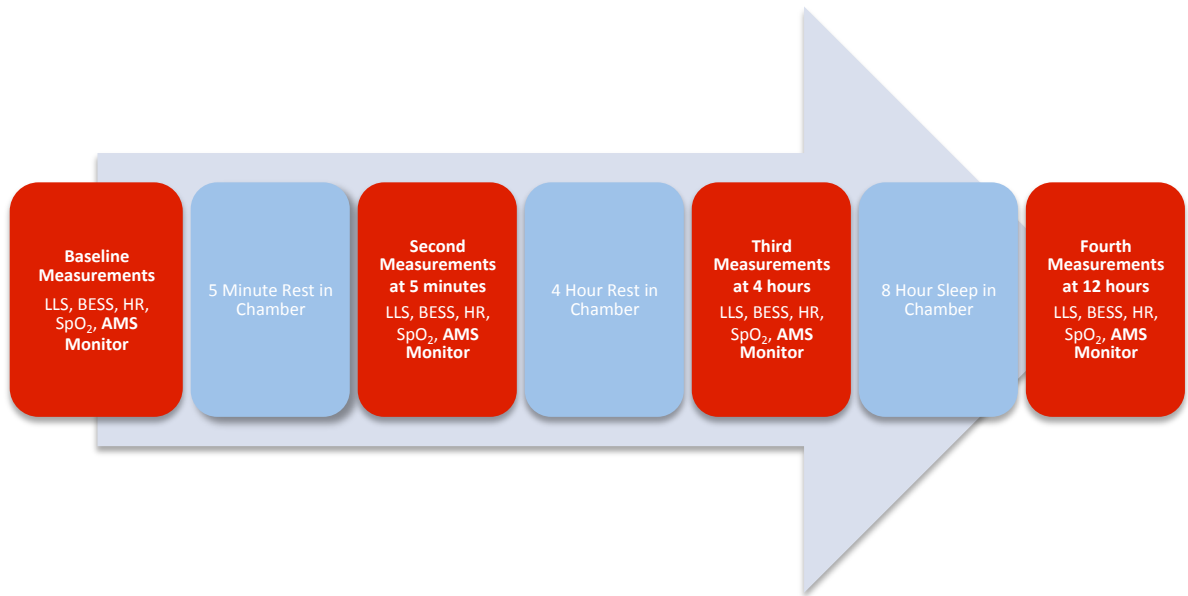 Baseline
Measurements
LLS, BESS, HR,
SpO₂, AMS
Monitor
5 Minute Rest in
Chamber
Second
Measurements
at 5 minutes
LLS, BESS, HR,
SpO₂, AMS
Monitor
4 Hour Rest in
Chamber
Third
Measurements
at 4 hours
LLS, BESS, HR,
SpO₂, AMS
Monitor
8 Hour Sleep in
Chamber
Fourth
Measurements
at 12 hours
LLS, BESS, HR,
SpO₂, AMS
Monitor